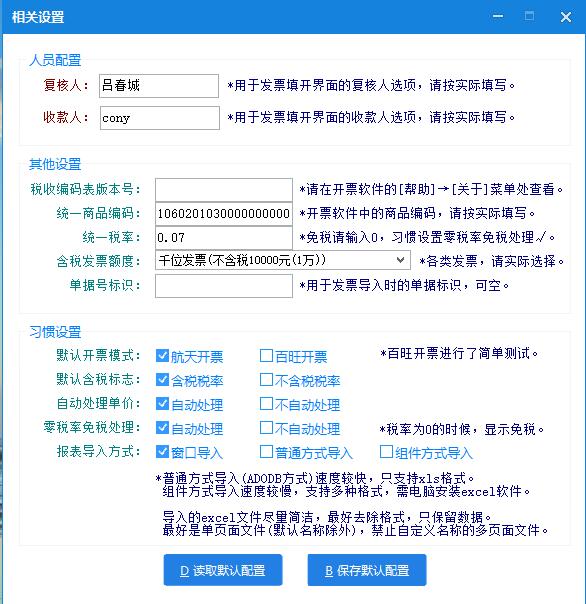 相关设置
人员配置
复核人： 吕春城 *用于发票填开界面的复核人选项，请按实际填写。
收款人： cony *用于发票填开界面的收款人选项，请按实际填写。
其他设置
税收编码表版本号： *请在开票软件的[帮助]→[关于]菜单处查看。
统一商品编码： 1060201030000000000 *开票软件中的商品编码，请按实际填写。
统一税率： 0.07 *免税请输入0，习惯设置零税率免税处理√。
含税发票额度： 千位发票(不含税10000元(1万)) *各类发票，请实际选择。
单据号标识： *用于发票导入时的单据标识，可空。
习惯设置
默认开票模式： 航天开票 百旺开票 *百旺开票进行了简单测试。
默认含税标志： 含税税率 不含税税率
自动处理单价： 自动处理 不自动处理
零税率免税处理： 自动处理 不自动处理 *税率为0的时候，显示免税。
报表导入方式： 窗口导入 普通方式导入 组件方式导入
*普通方式导入(ADODB方式)速度较快，只支持xls格式。
组件方式导入速度较慢，支持多种格式，需电脑安装excel软件。
导入的excel文件尽量简洁，最好去除格式，只保留数据。
最好是单页面文件(默认名称除外)，禁止自定义名称的多页面文件。
D 读取默认配置 B 保存默认配置